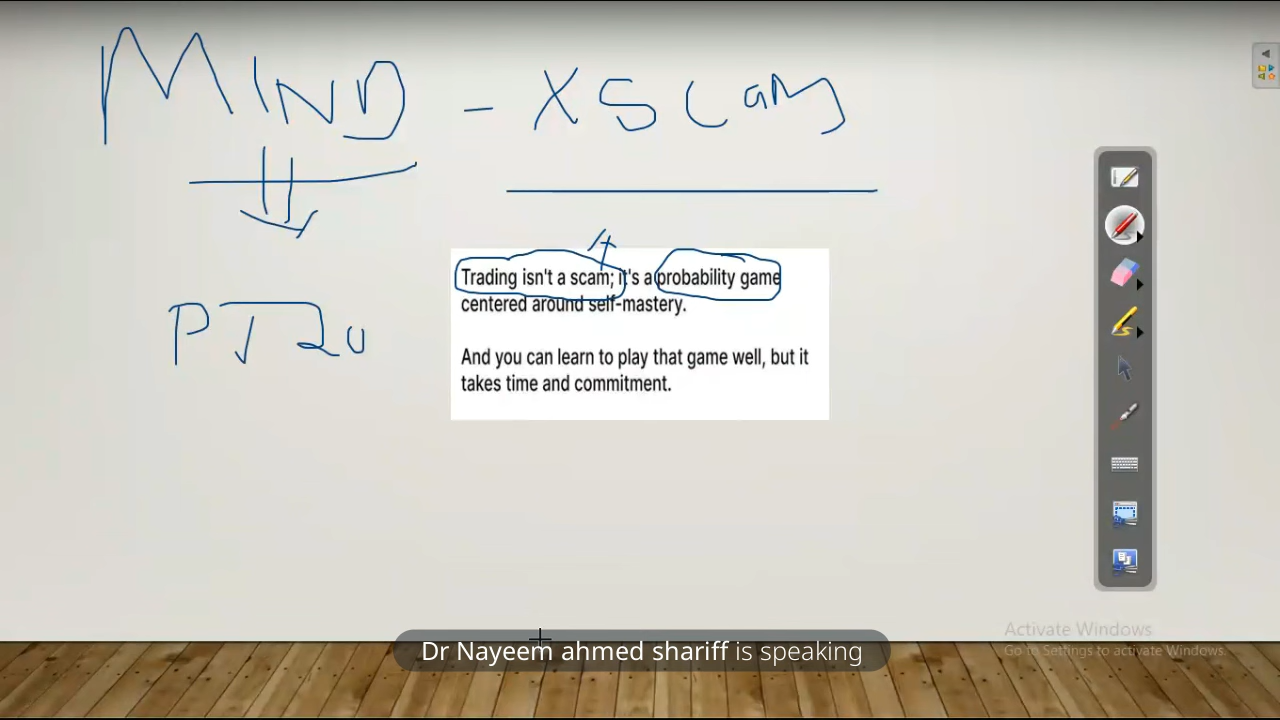 MIND - X Scam
Trading isn't a scam; it's a probability game
centered around self-mastery.
And you can learn to play that game well, but it
takes time and commitment.
Activate Windows
Go to Settings to activate Windows.
Dr Nayeem ahmed shariff is speaking